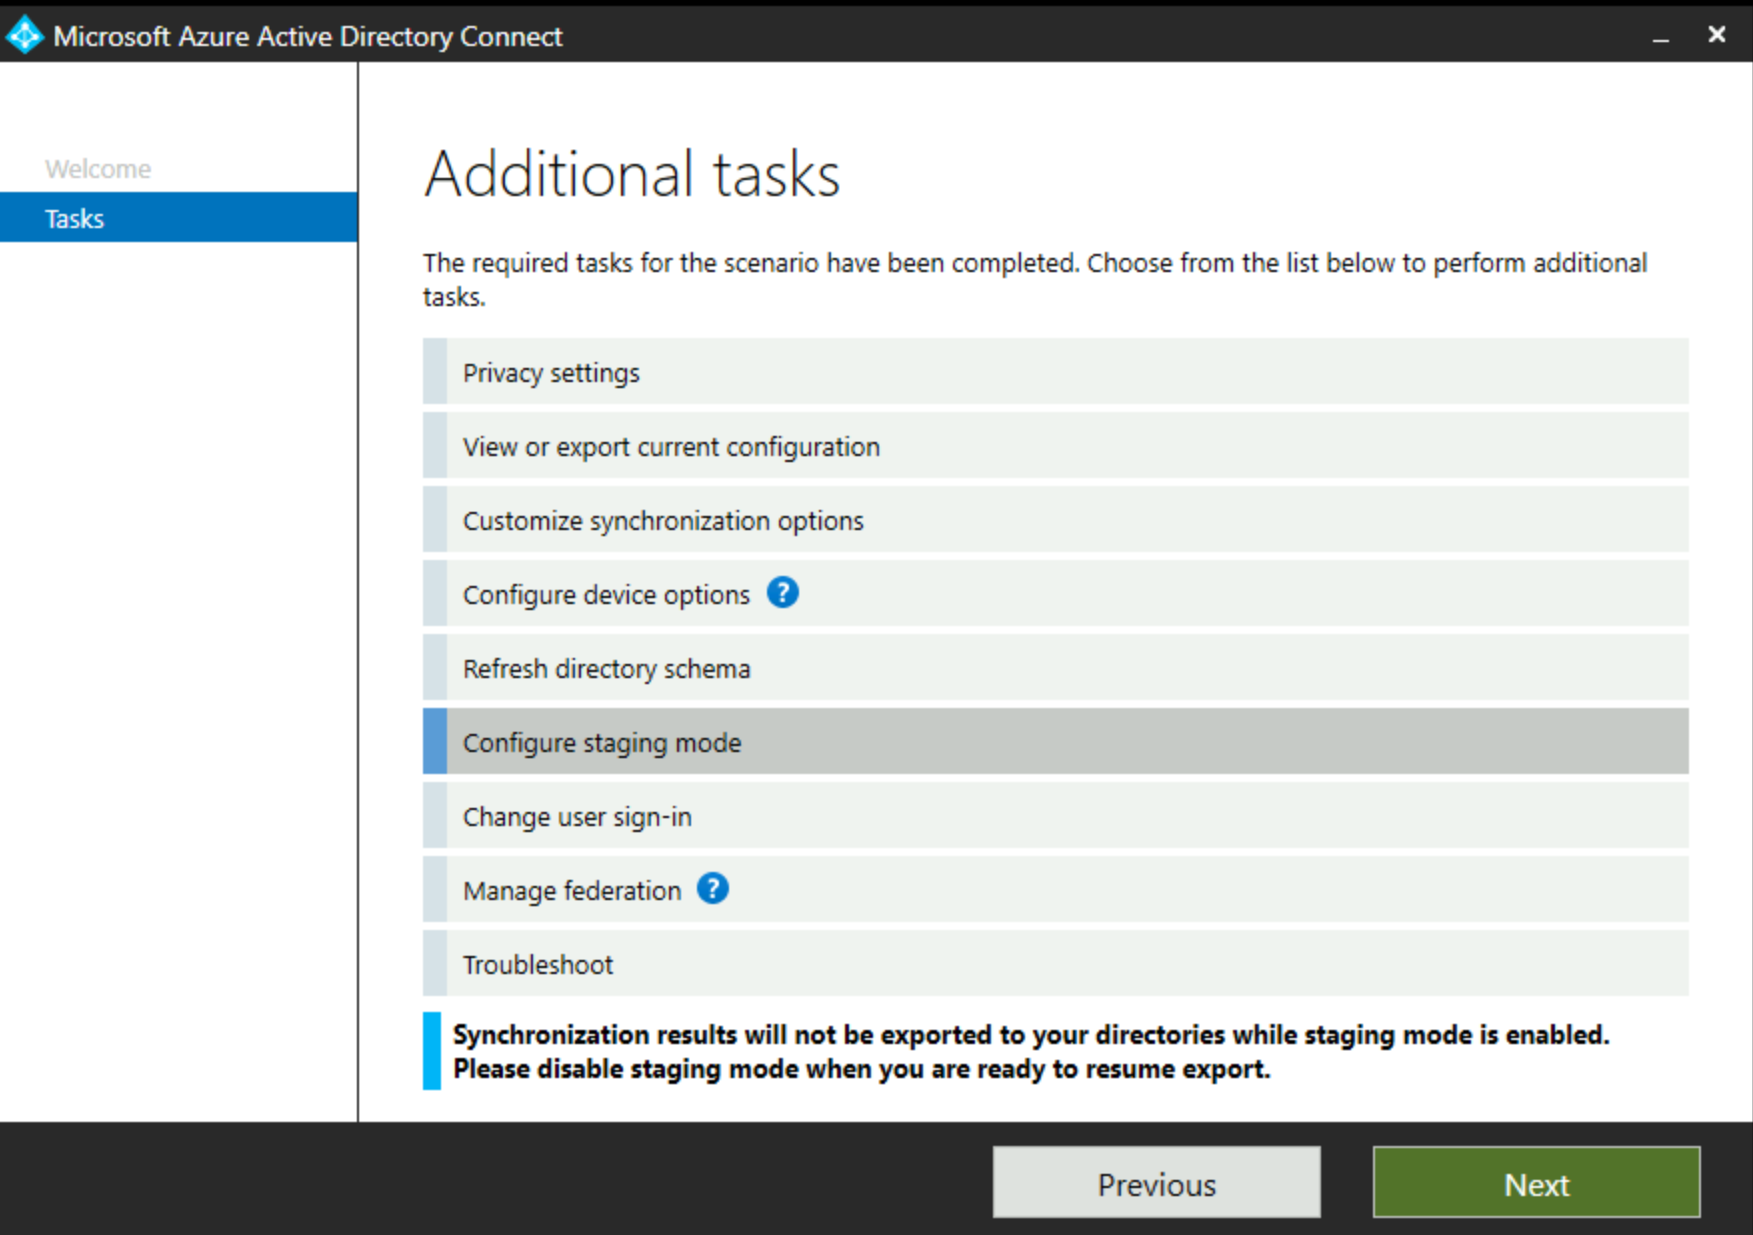 Microsoft Azure Active Directory Connect
Welcome
Tasks
Additional tasks
The required tasks for the scenario have been completed. Choose from the list below to perform additional
tasks.
Privacy settings
View or export current configuration
Customize synchronization options
Configure device options ?
Refresh directory schema
Configure staging mode
Change user sign-in
Manage federation ?
Troubleshoot
Synchronization results will not be exported to your directories while staging mode is enabled.
Please disable staging mode when you are ready to resume export.
Previous
Next